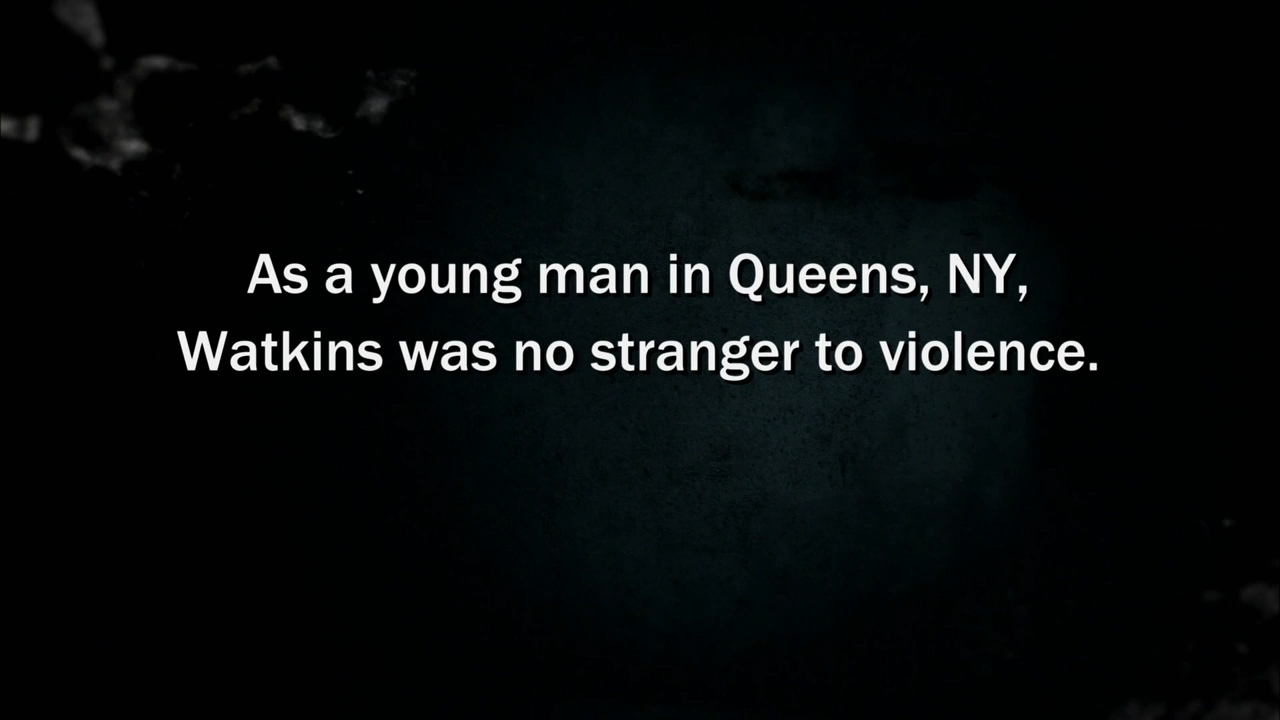 As a young man in Queens, NY,
Watkins was no stranger to violence.